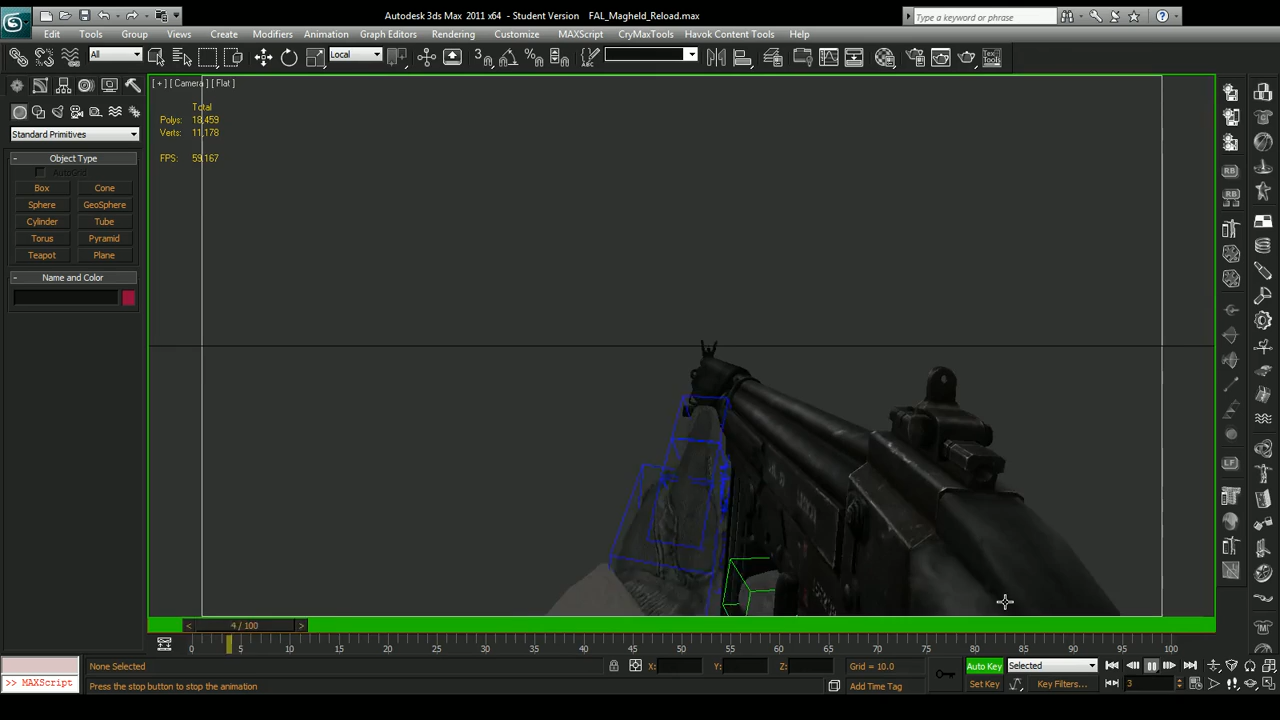 Autodesk 3ds Max 2011 x64 - Student Version FAL_Magheld_Reload.max
Type a keyword or phrase
Edit Tools Group Views Create Modifiers Animation Graph Editors Rendering Customize MAXScript CryMaxTools Havok Content Tools Help
All Local
[ + ] [ Camera ] [ Flat ]
Total
Polys: 18,459
Verts: 11,178
FPS: 59,167
Standard Primitives
- Object Type
AutoGrid
Box Cone
Sphere GeoSphere
Cylinder Tube
Torus Pyramid
Teapot Plane
- Name and Color
RB
RB
LF
< 4 / 100 >
0 5 10 15 20 25 30 35 40 45 50 55 60 65 70 75 80 85 90 95 100
None Selected X: Y: Z: Grid = 10.0 Auto Key Selected
>> MAXScript Press the stop button to stop the animation Add Time Tag Set Key Key Filters... 3